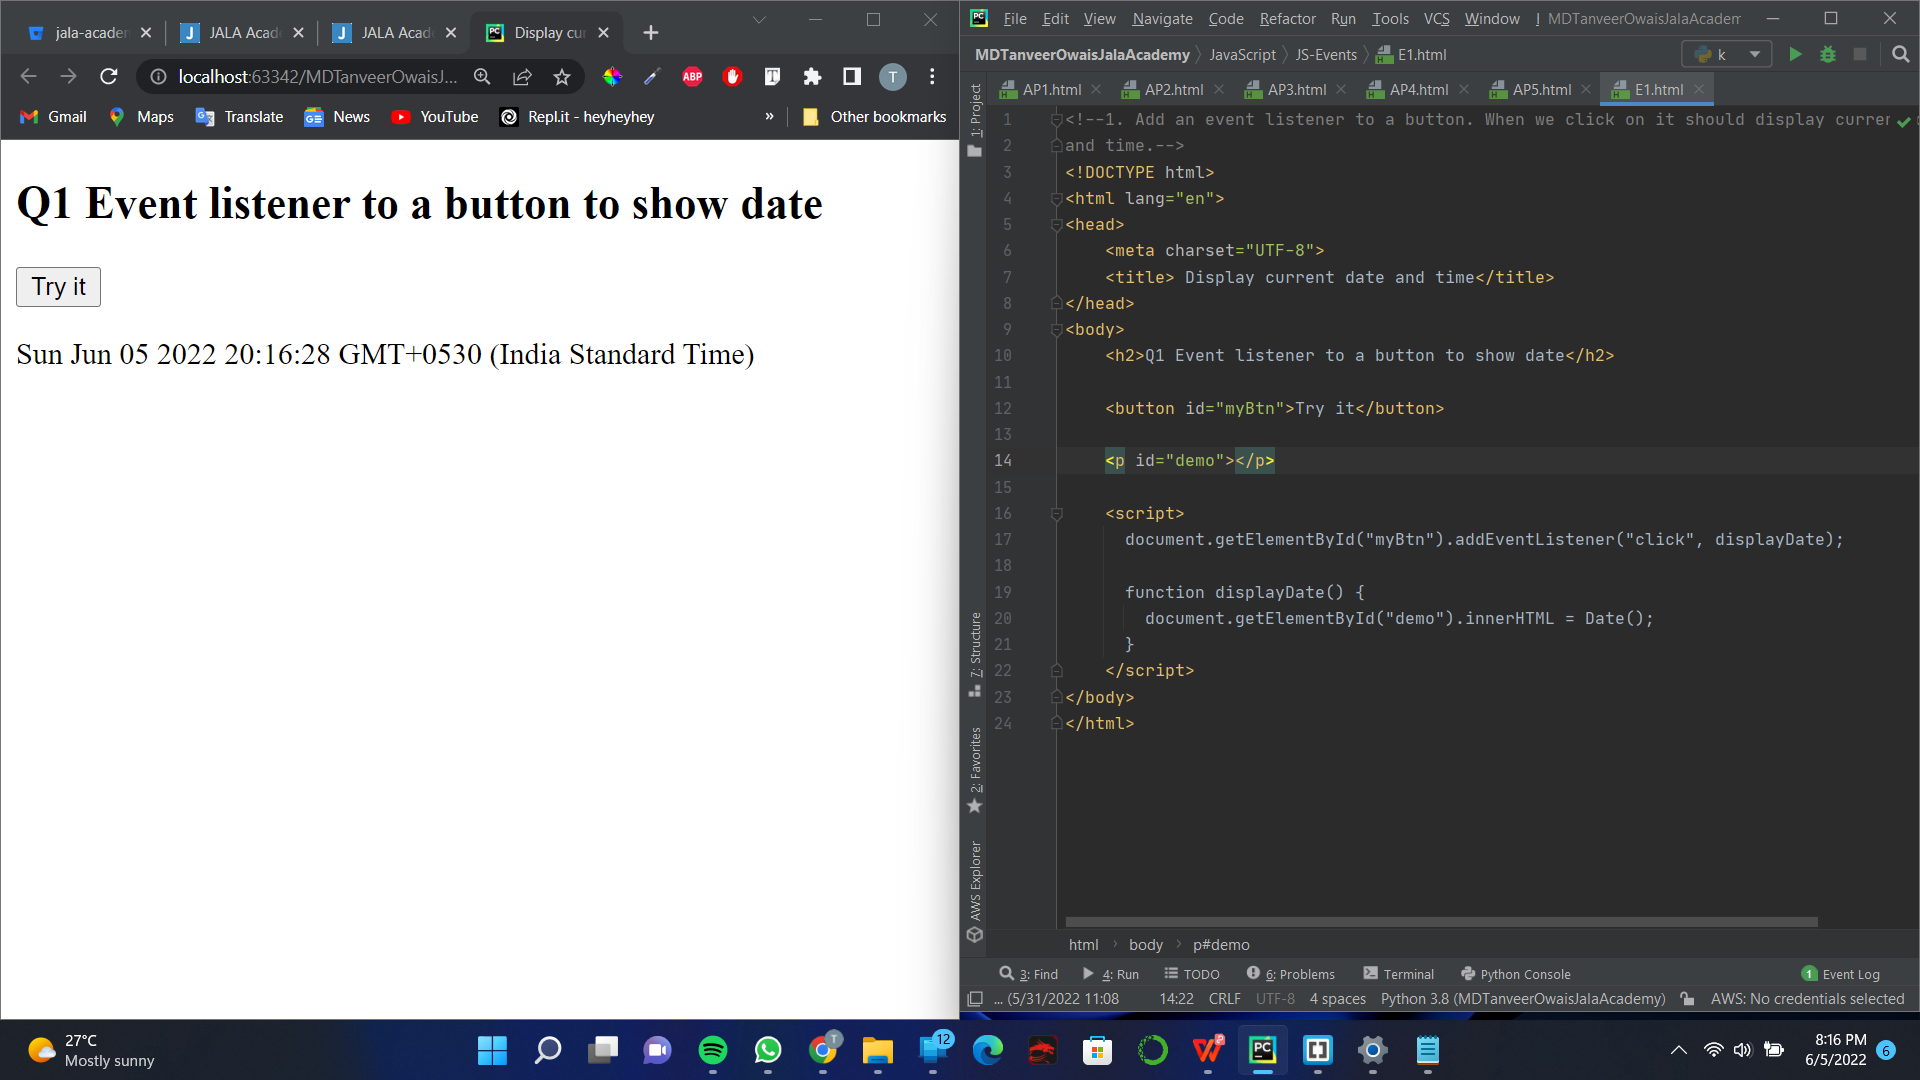 jala-acader
JALA Acad
JALA Acad
Display cur
localhost:63342/MDTanveerOwaisJ...
ABP
T
Gmail
Maps
Translate
News
YouTube
Repl.it - heyheyhey
»
Other bookmarks
Q1 Event listener to a button to show date
Try it
Sun Jun 05 2022 20:16:28 GMT+0530 (India Standard Time)
File Edit View Navigate Code Refactor Run Tools VCS Window MDTanveerOwaisJalaAcadem
MDTanveerOwaisJalaAcademy JavaScript JS-Events E1.html
k
AP1.html AP2.html AP3.html AP4.html AP5.html E1.html
1: Project
7: Structure
2: Favorites
AWS Explorer
1 <!--1. Add an event listener to a button. When we click on it should display curren
2 and time.-->
3 <!DOCTYPE html>
4 <html lang="en">
5 <head>
6 <meta charset="UTF-8">
7 <title> Display current date and time</title>
8 </head>
9 <body>
10 <h2>Q1 Event listener to a button to show date</h2>
11
12 <button id="myBtn">Try it</button>
13
14 <p id="demo"></p>
15
16 <script>
17 document.getElementById("myBtn").addEventListener("click", displayDate);
18
19 function displayDate() {
20 document.getElementById("demo").innerHTML = Date();
21 }
22 </script>
23 </body>
24 </html>
html body p#demo
3: Find 4: Run TODO 6: Problems Terminal Python Console 1 Event Log
... (5/31/2022 11:08 14:22 CRLF UTF-8 4 spaces Python 3.8 (MDTanveerOwaisJalaAcademy) AWS: No credentials selected
27°C
Mostly sunny
12
8:16 PM
6/5/2022
6